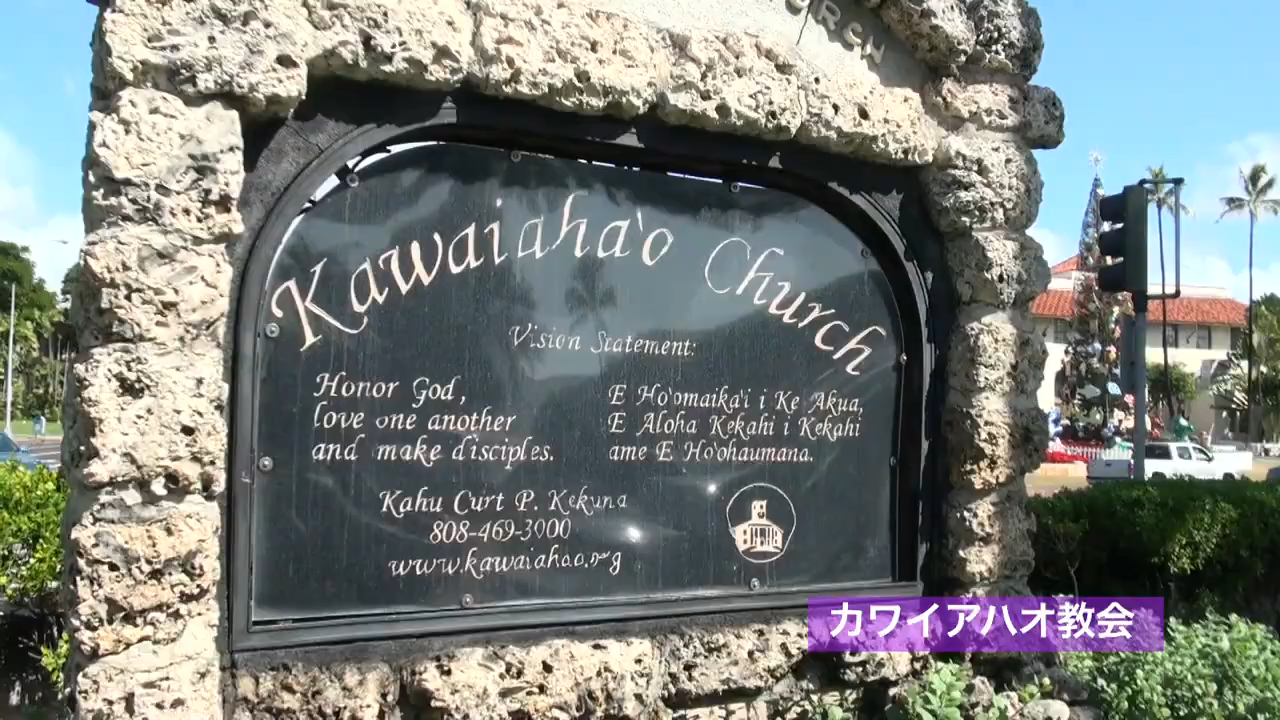 Kawaiaha'o Church
Vision Statement:
Honor God,
love one another
and make disciples.
E Ho'omaika'i i Ke Akua,
E Aloha Kekahi i Kekahi
ame E Ho'ohaumana.
Kahu Curt P. Kekuna
808-469-3000
www.kawaiahao.org
カワイアハオ教会